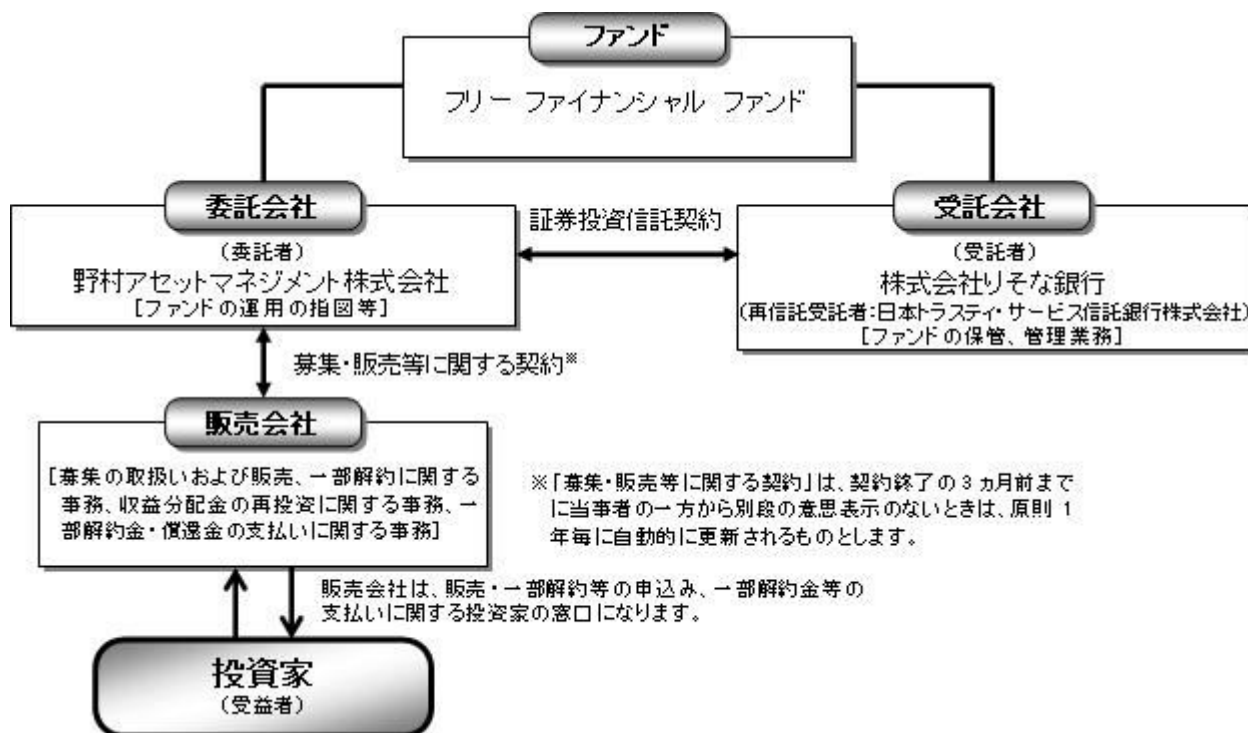 ファンド
フリー ファイナンシャル ファンド
委託会社
(委託者)
野村アセットマネジメント株式会社
[ファンドの運用の指図等]
証券投資信託契約
受託会社
(受託者)
株式会社りそな銀行
(再信託受託者:日本トラスティ・サービス信託銀行株式会社)
[ファンドの保管、管理業務]
募集・販売等に関する契約※
販売会社
[募集の取扱いおよび販売、一部解約に関する
事務、収益分配金の再投資に関する事務、一
部解約金・償還金の支払いに関する事務]
※「募集・販売等に関する契約」は、契約終了の3ヵ月前まで
に当事者の一方から別段の意思表示のないときは、原則 1
年毎に自動的に更新されるものとします。
販売会社は、販売・一部解約等の申込み、一部解約金等の
支払いに関する投資家の窓口になります。
投資家
(受益者)